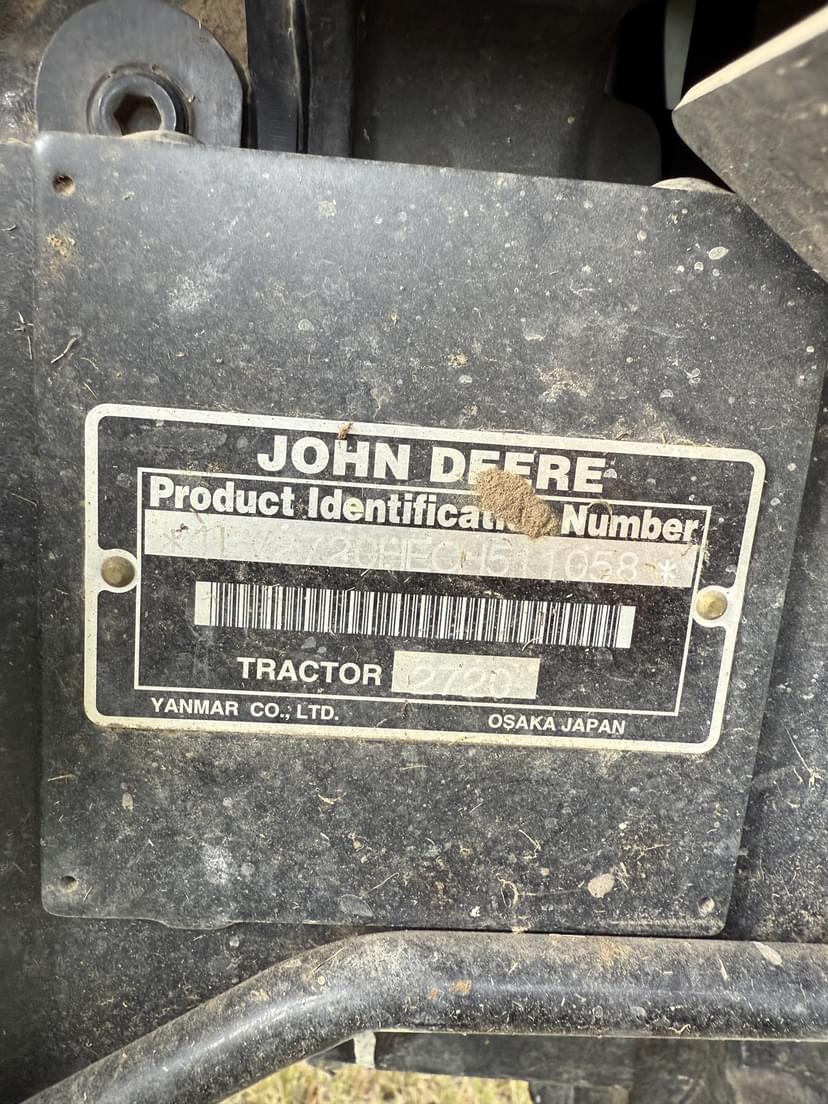 JOHN DEERE
Product Identification Number
TRACTOR 2720
YANMAR CO., LTD. OSAKA JAPAN